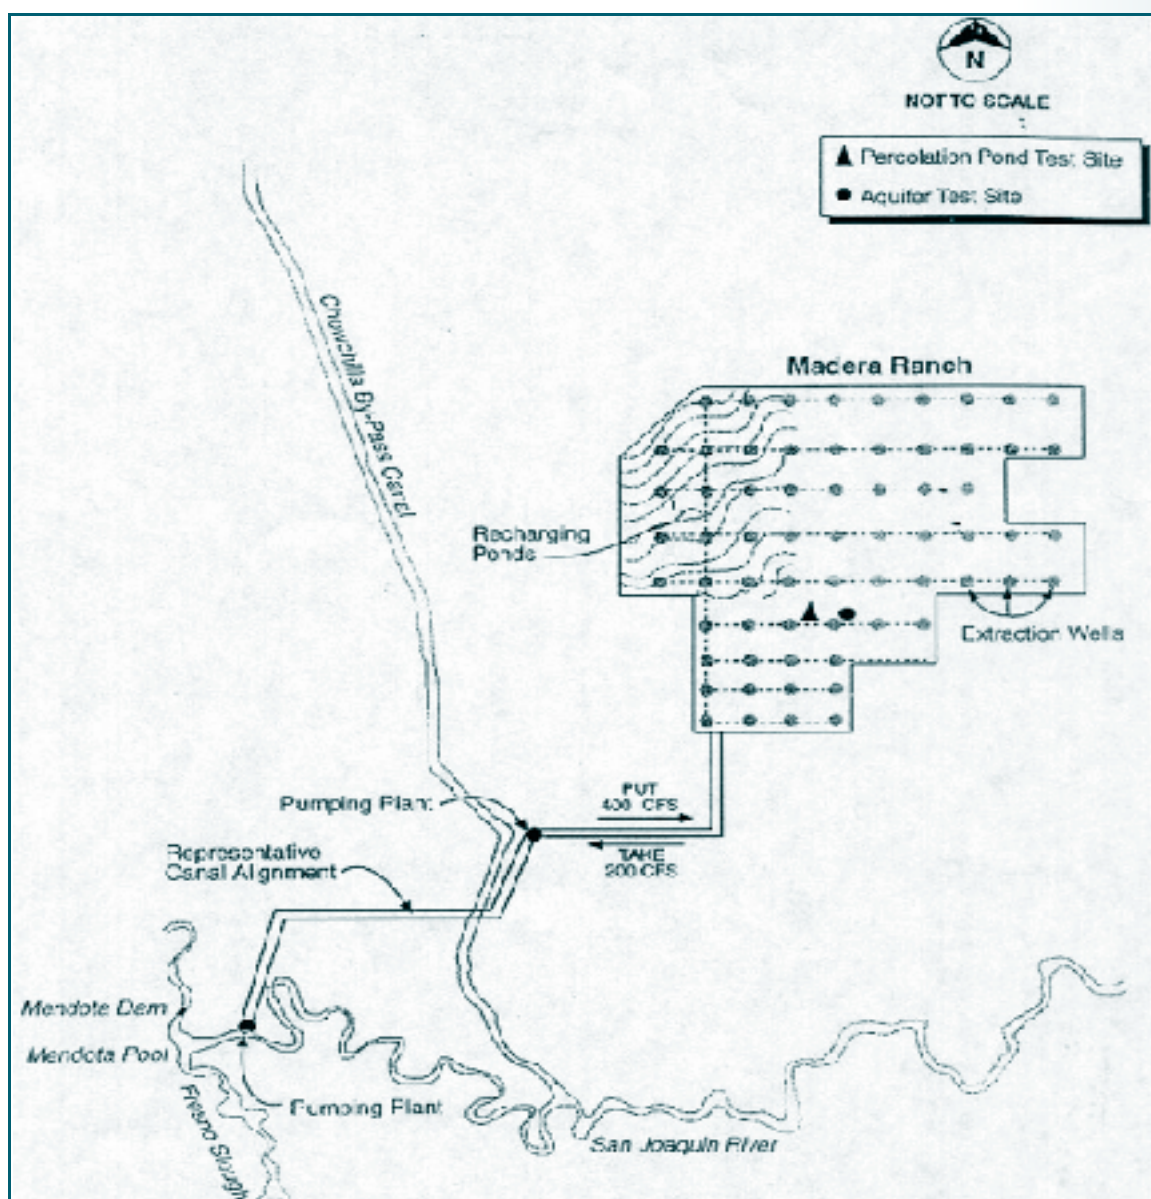 N
NOT TO SCALE
Percolation Pond Test Site
Aquifer Test Site
Madera Ranch
Chowchilla By-Pass Canal
Recharging
Ponds
Extraction Wells
PUT
400 CFS
Pumping Plant
TAKE
200 CFS
Representative
Canal Alignment
Mendota Dam
Mendota Pool
Fresno Slough
Pumping Plant
San Joaquin River